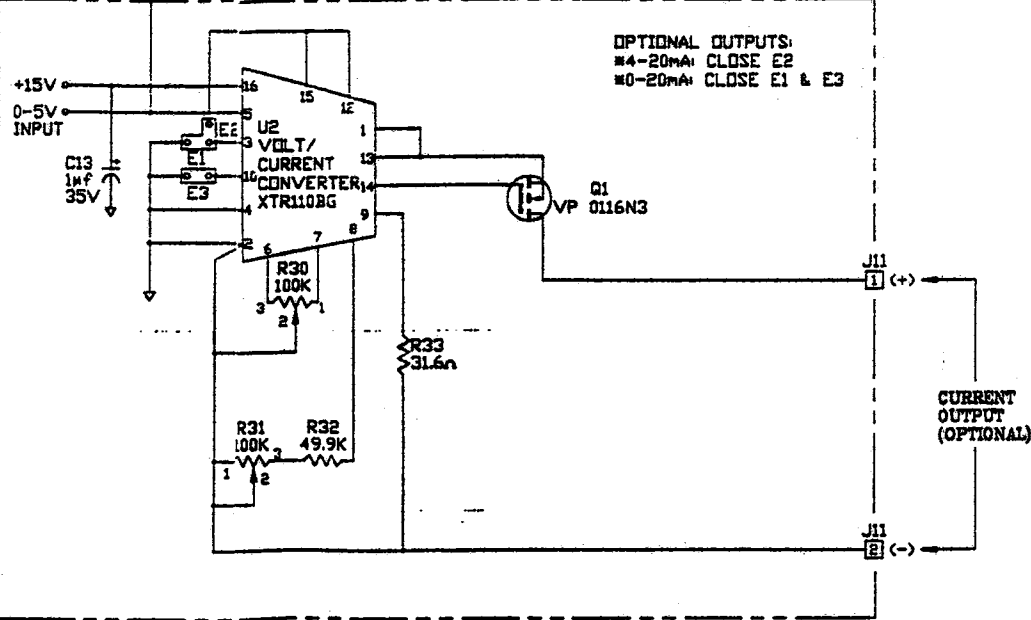 OPTIONAL OUTPUTS:
*4-20mA: CLOSE E2
*0-20mA: CLOSE E1 & E3
+15V
0-5V
INPUT
C13
1µf
35V
16
15
12
5
E2
U2
3
VOLT/
E1
CURRENT
10
CONVERTER
E3
XTR110BG
4
2
1
13
14
9
8
7
6
Q1
VP 0116N3
R30
100K
3
2
1
R33
31.6Ω
R31
100K
1
2
3
R32
49.9K
J11
1 (+)
CURRENT
OUTPUT
(OPTIONAL)
J11
2 (-)